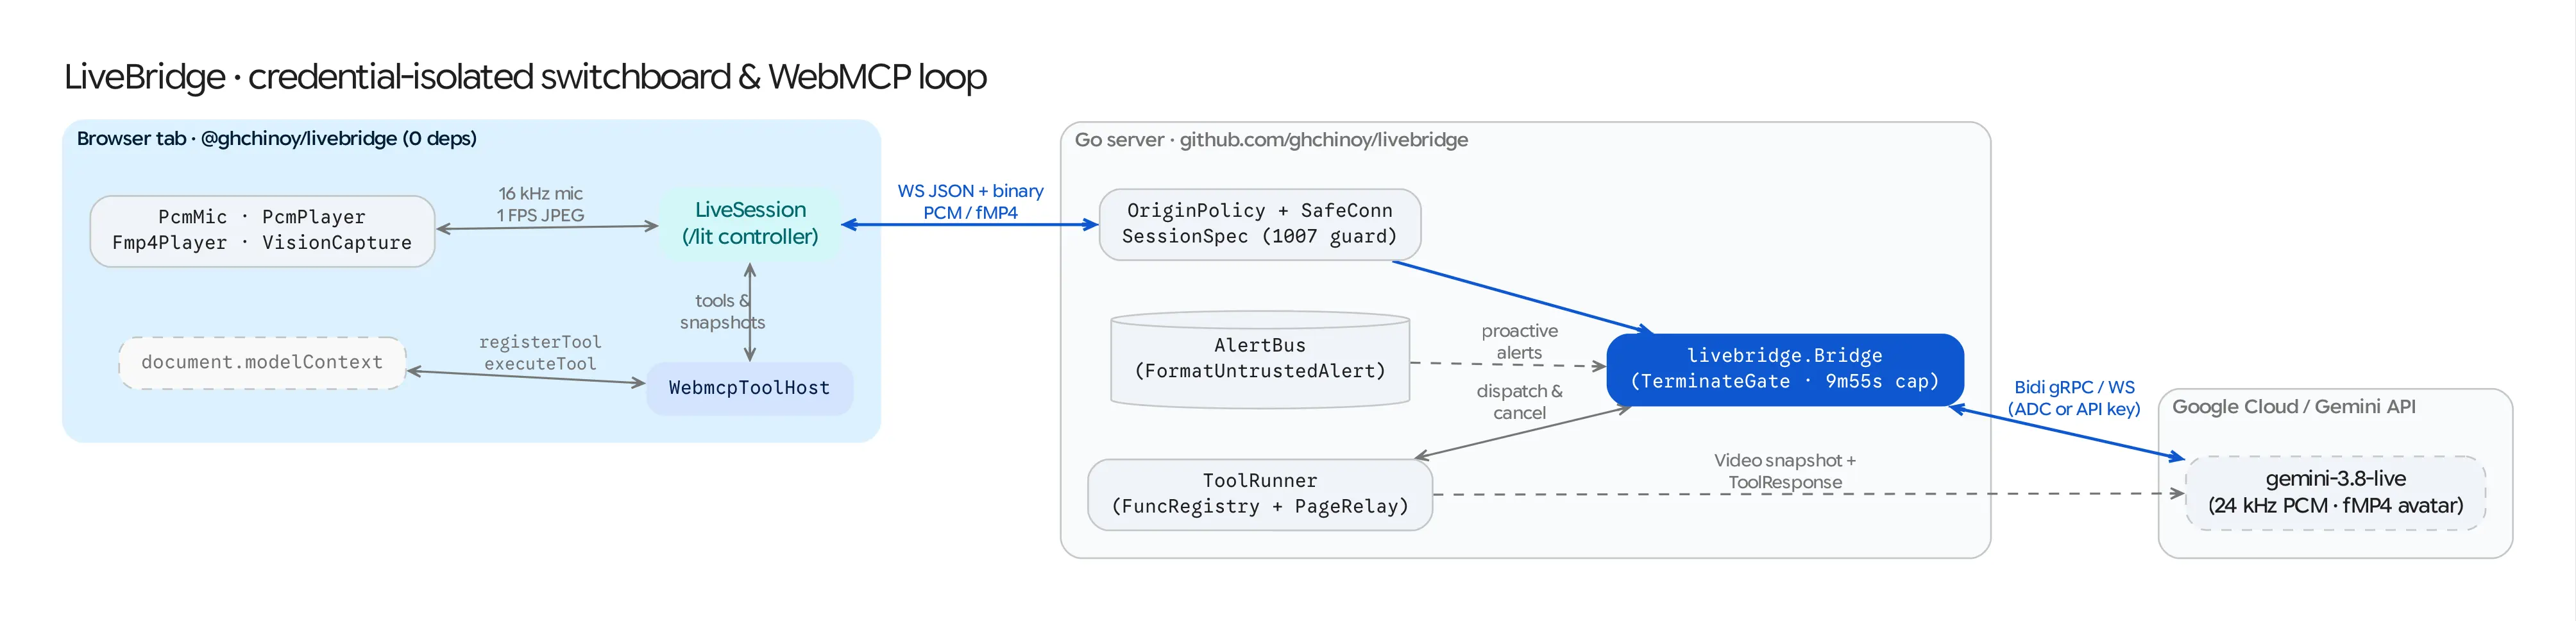 LiveBridge · credential-isolated switchboard & WebMCP loop
Browser tab · @ghchinoy/livebridge (0 deps)
PcmMic · PcmPlayer
Fmp4Player · VisionCapture
16 kHz mic
1 FPS JPEG
LiveSession
(/lit controller)
tools &
snapshots
document.modelContext
registerTool
executeTool
WebmcpToolHost
WS JSON + binary
PCM / fMP4
Go server · github.com/ghchinoy/livebridge
OriginPolicy + SafeConn
SessionSpec (1007 guard)
AlertBus
(FormatUntrustedAlert)
proactive
alerts
dispatch &
cancel
livebridge.Bridge
(TerminateGate · 9m55s cap)
ToolRunner
(FuncRegistry + PageRelay)
Video snapshot +
ToolResponse
Bidi gRPC / WS
(ADC or API key)
Google Cloud / Gemini API
gemini-3.8-live
(24 kHz PCM · fMP4 avatar)